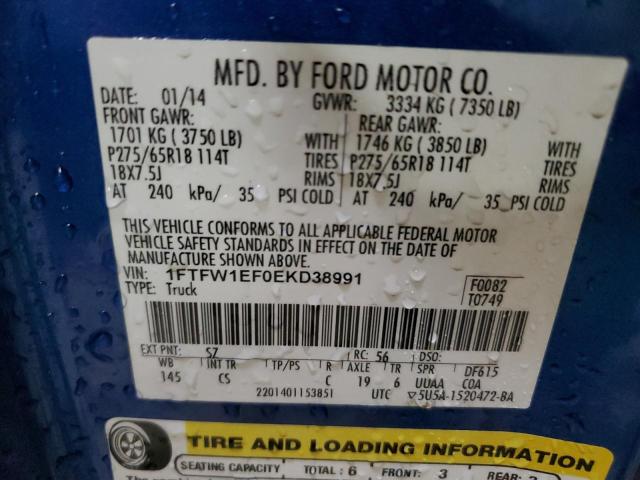 MFD. BY FORD MOTOR CO.
DATE: 01/14 GVWR: 3334 KG ( 7350 LB)
FRONT GAWR: REAR GAWR:
1701 KG ( 3750 LB) WITH 1746 KG ( 3850 LB) WITH
P275/65R18 114T TIRES P275/65R18 114T TIRES
18X7.5J RIMS 18X7.5J RIMS
AT 240 kPa/ 35 PSI COLD AT 240 kPa/ 35 PSI COLD
THIS VEHICLE CONFORMS TO ALL APPLICABLE FEDERAL MOTOR
VEHICLE SAFETY STANDARDS IN EFFECT ON THE DATE OF
MANUFACTURE SHOWN ABOVE.
VIN: 1FTFW1EF0EKD38991 F0082
TYPE: Truck T0749
EXT PNT: SZ RC: 56 DSO:
WB INT TR TP/PS R AXLE TR SPR DF615
145 CS C 19 6 UUAA C0A
2201401153851 UTC ▽5U5A-1520472-BA
TIRE AND LOADING INFORMATION
SEATING CAPACITY TOTAL: 6 FRONT: 3 REAR: